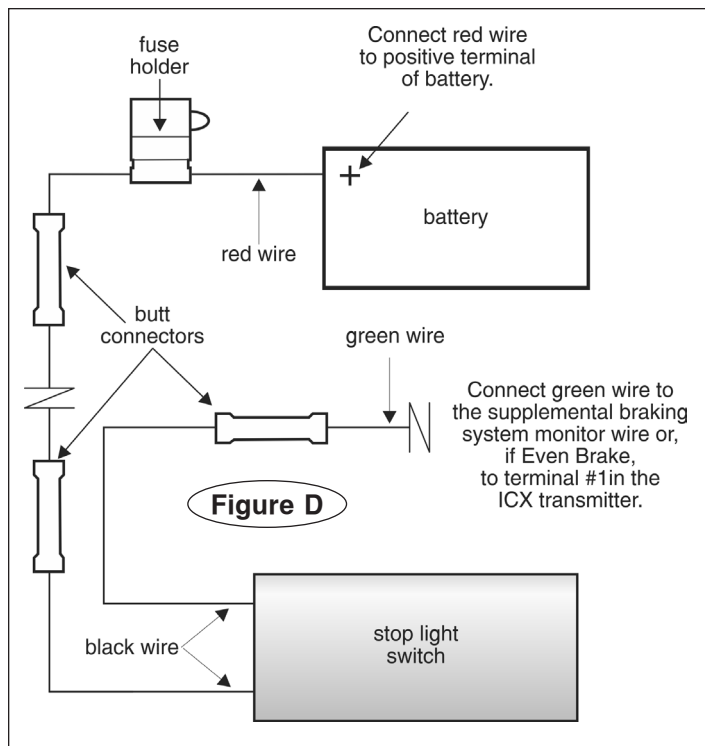 fuse
holder
Connect red wire
to positive terminal
of battery.
+
battery
red wire
butt
connectors
green wire
Connect green wire to
the supplemental braking
system monitor wire or,
if Even Brake,
to terminal #1in the
ICX transmitter.
Figure D
black wire
stop light
switch